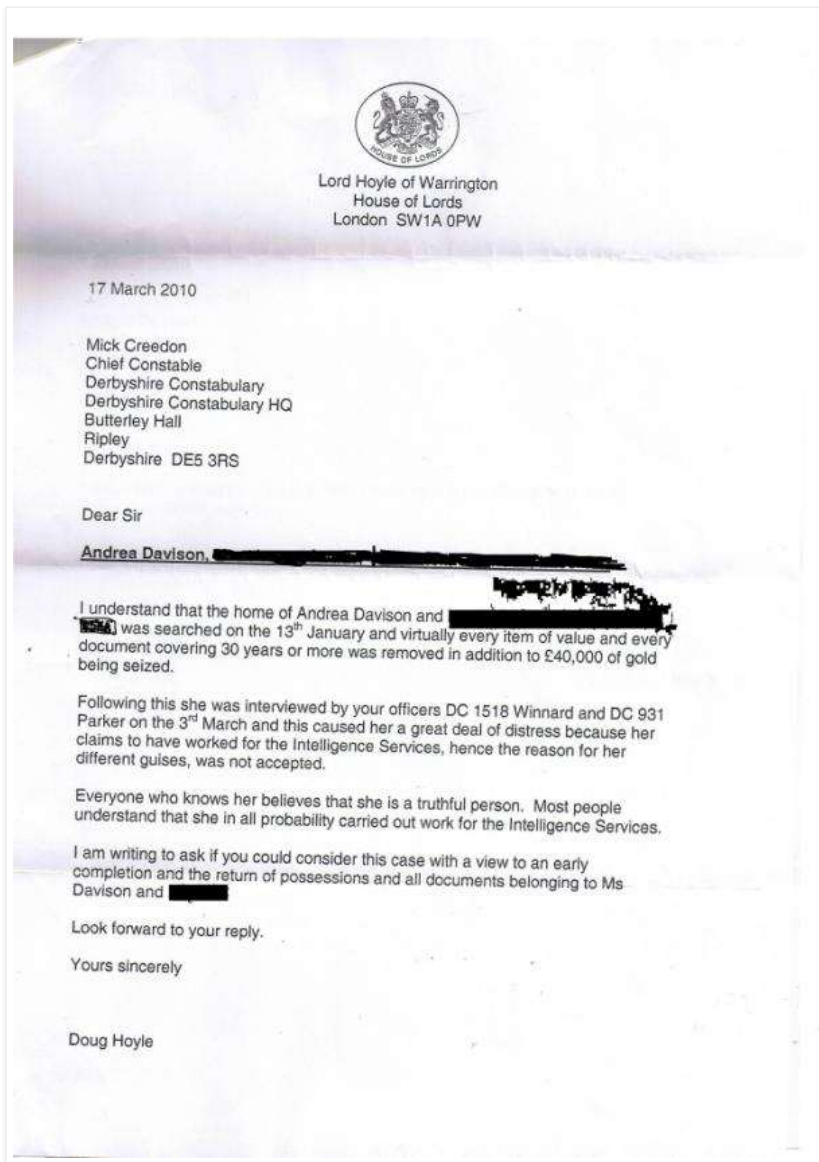 HOUSE OF LORDS
Lord Hoyle of Warrington
House of Lords
London SW1A 0PW
17 March 2010
Mick Creedon
Chief Constable
Derbyshire Constabulary
Derbyshire Constabulary HQ
Butterley Hall
Ripley
Derbyshire DE5 3RS
Dear Sir
Andrea Davison,
I understand that the home of Andrea Davison and
was searched on the 13th January and virtually every item of value and every
document covering 30 years or more was removed in addition to £40,000 of gold
being seized.
Following this she was interviewed by your officers DC 1518 Winnard and DC 931
Parker on the 3rd March and this caused her a great deal of distress because her
claims to have worked for the Intelligence Services, hence the reason for her
different guises, was not accepted.
Everyone who knows her believes that she is a truthful person. Most people
understand that she in all probability carried out work for the Intelligence Services.
I am writing to ask if you could consider this case with a view to an early
completion and the return of possessions and all documents belonging to Ms
Davison and
Look forward to your reply.
Yours sincerely
Doug Hoyle